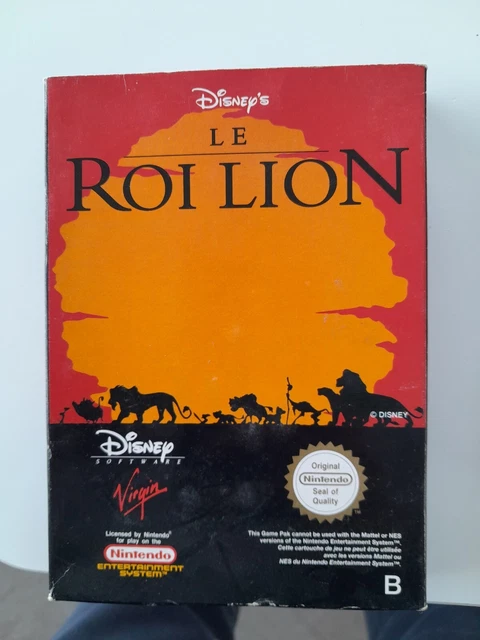 Disney's
LE
ROI LION
© DISNEY
Disney
SOFTWARE
Virgin
Original
Nintendo
Seal of
Quality
TM
Licensed by Nintendo®
for play on the
Nintendo
ENTERTAINMENT
SYSTEM™
This Game Pak cannot be used with the Mattel or NES
versions of the Nintendo Entertainment System™.
Cette cartouche de jeu ne peut être utilisée
avec les versions Mattel ou
NES du Nintendo Entertainment System™.
B